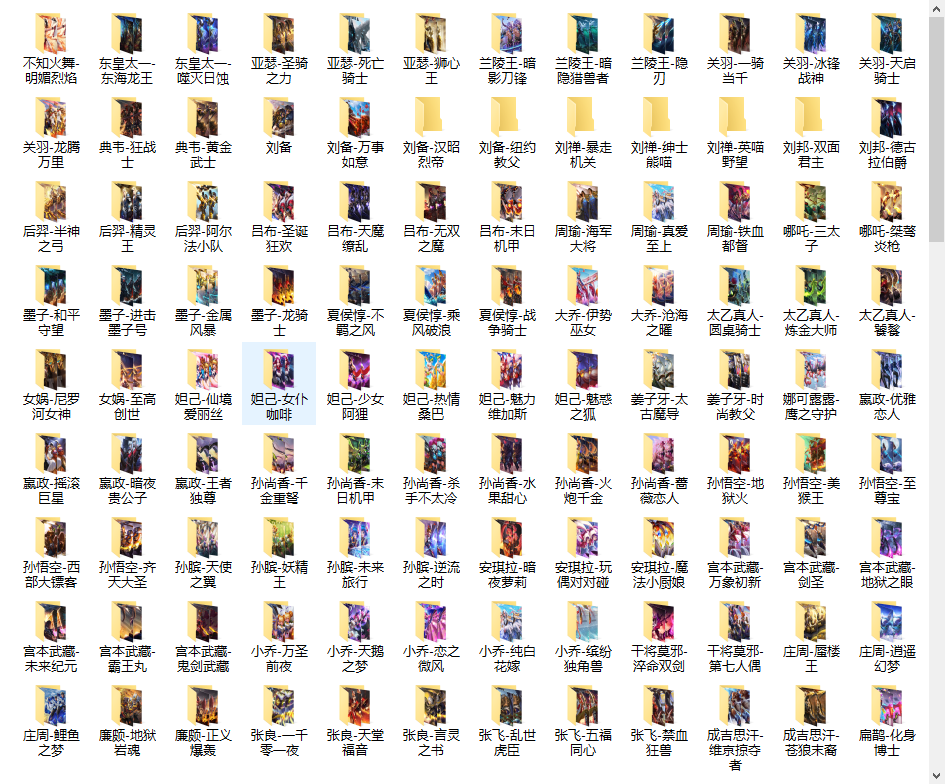 不知火舞-
明媚烈焰
东皇太一-
东海龙王
东皇太一-
噬灭日蚀
亚瑟-圣骑
之力
亚瑟-死亡
骑士
亚瑟-狮心
王
兰陵王-暗
影刀锋
兰陵王-暗
隐猎兽者
兰陵王-隐
刃
关羽-一骑
当千
关羽-冰锋
战神
关羽-天启
骑士
关羽-龙腾
万里
典韦-狂战
士
典韦-黄金
武士
刘备
刘备-万事
如意
刘备-汉昭
烈帝
刘备-纽约
教父
刘禅-暴走
机关
刘禅-绅士
熊喵
刘禅-英喵
野望
刘邦-双面
君主
刘邦-德古
拉伯爵
后羿-半神
之弓
后羿-精灵
王
后羿-阿尔
法小队
吕布-圣诞
狂欢
吕布-天魔
缭乱
吕布-无双
之魔
吕布-末日
机甲
周瑜-海军
大将
周瑜-真爱
至上
周瑜-铁血
都督
哪吒-三太
子
哪吒-桀骜
炎枪
墨子-和平
守望
墨子-进击
墨子号
墨子-金属
风暴
墨子-龙骑
士
夏侯惇-不
羁之风
夏侯惇-乘
风破浪
夏侯惇-战
争骑士
大乔-伊势
巫女
大乔-沧海
之曜
太乙真人-
圆桌骑士
太乙真人-
炼金大师
太乙真人-
饕餮
女娲-尼罗
河女神
女娲-至高
创世
妲己-仙境
爱丽丝
妲己-女仆
咖啡
妲己-少女
阿狸
妲己-热情
桑巴
妲己-魅力
维加斯
妲己-魅惑
之狐
姜子牙-太
古魔导
姜子牙-时
尚教父
娜可露露-
鹰之守护
嬴政-优雅
恋人
嬴政-摇滚
巨星
嬴政-暗夜
贵公子
嬴政-王者
独尊
孙尚香-千
金重弩
孙尚香-末
日机甲
孙尚香-杀
手不太冷
孙尚香-水
果甜心
孙尚香-火
炮千金
孙尚香-蔷
薇恋人
孙悟空-地
狱火
孙悟空-美
猴王
孙悟空-至
尊宝
孙悟空-西
部大镖客
孙悟空-齐
天大圣
孙膑-天使
之翼
孙膑-妖精
王
孙膑-未来
旅行
孙膑-逆流
之时
安琪拉-暗
夜萝莉
安琪拉-玩
偶对对碰
安琪拉-魔
法小厨娘
宫本武藏-
万象初新
宫本武藏-
剑圣
宫本武藏-
地狱之眼
宫本武藏-
未来纪元
宫本武藏-
霸王丸
宫本武藏-
鬼剑武藏
小乔-万圣
前夜
小乔-天鹅
之梦
小乔-恋之
微风
小乔-纯白
花嫁
小乔-缤纷
独角兽
干将莫邪-
淬命双剑
干将莫邪-
第七人偶
庄周-蜃楼
王
庄周-逍遥
幻梦
庄周-鲤鱼
之梦
廉颇-地狱
岩魂
廉颇-正义
爆轰
张良-一千
零一夜
张良-天堂
福音
张良-言灵
之书
张飞-乱世
虎臣
张飞-五福
同心
张飞-禁血
狂兽
成吉思汗-
维京掠夺
者
成吉思汗-
苍狼末裔
扁鹊-化身
博士